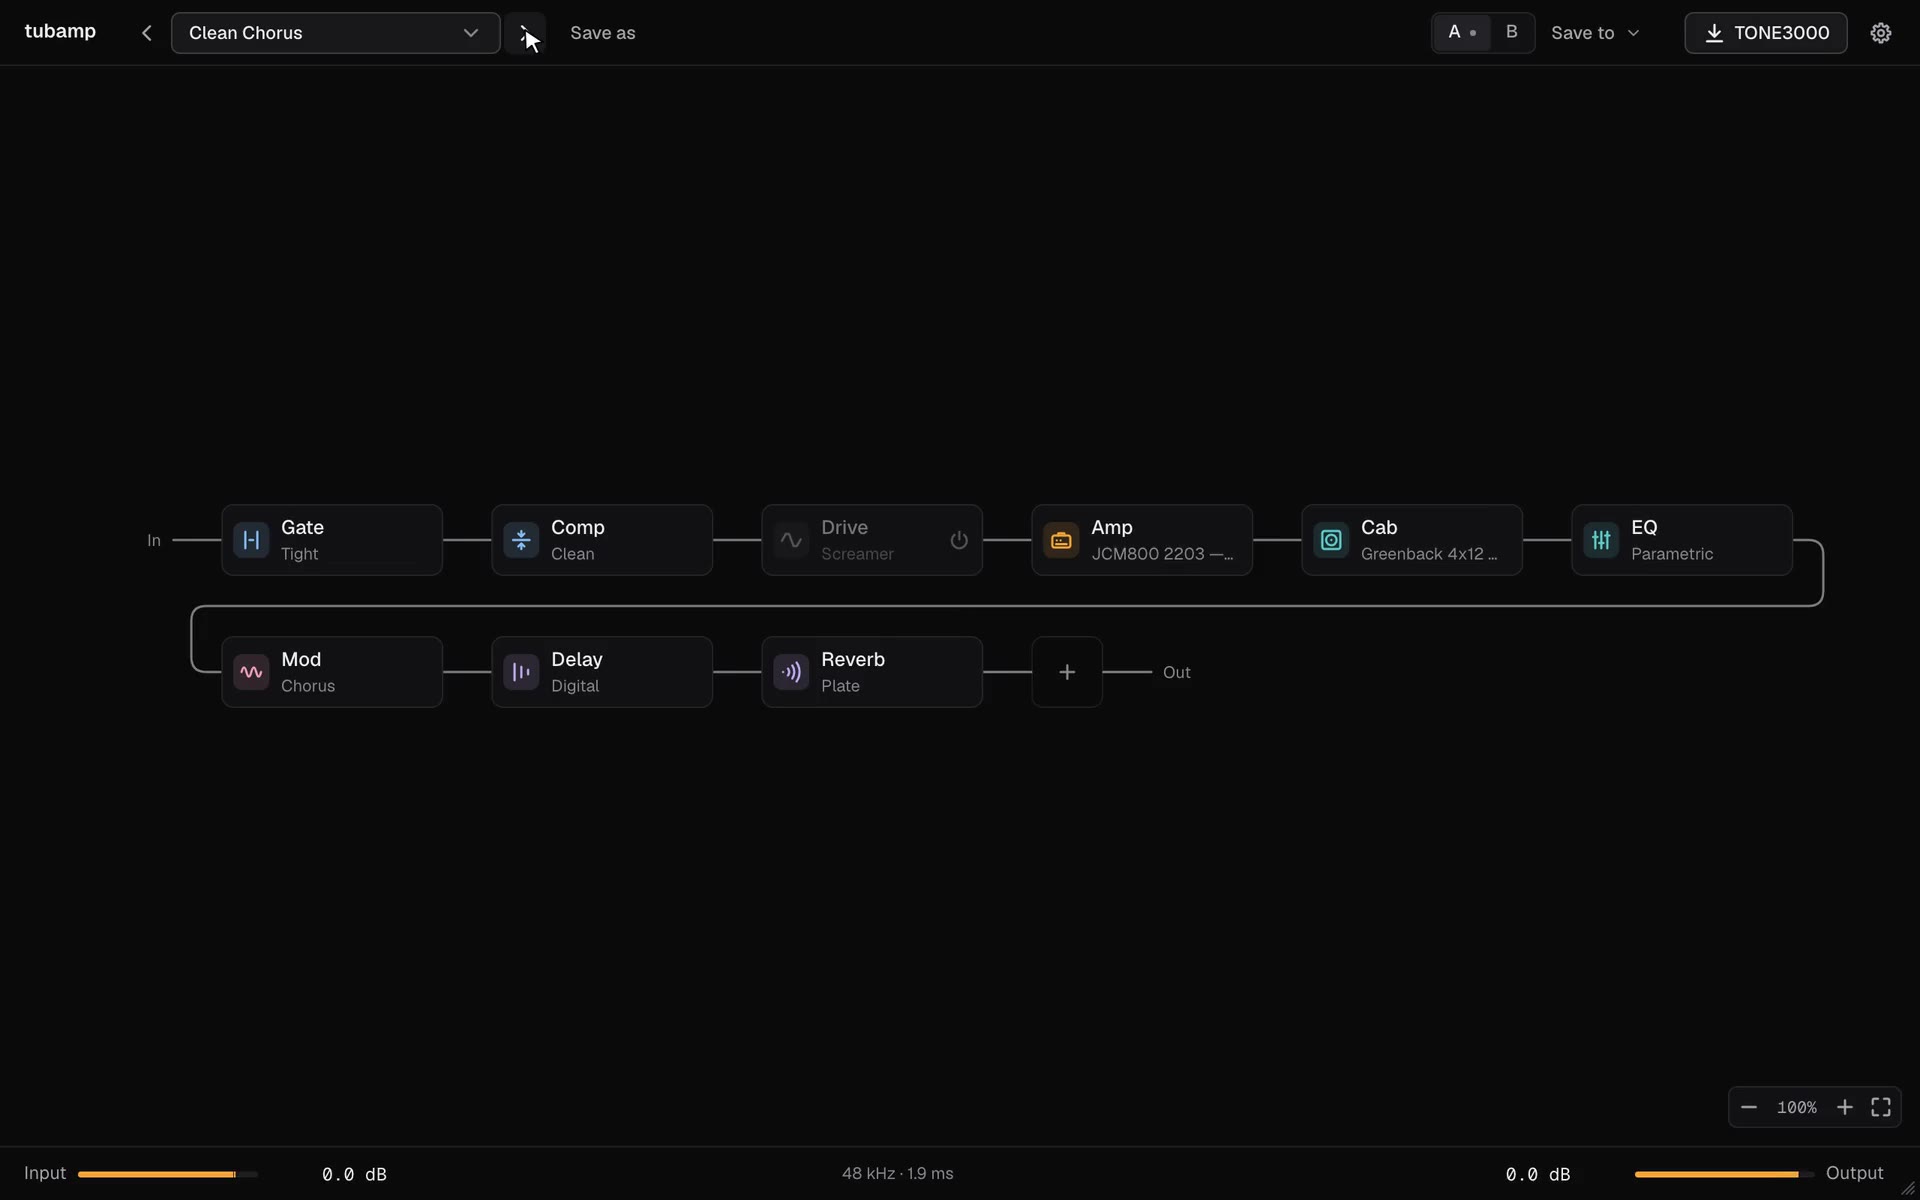 tubamp
Clean Chorus
Save as
A
B
Save to
TONE3000
In
Gate
Tight
Comp
Clean
Drive
Screamer
Amp
JCM800 2203 —...
Cab
Greenback 4x12 ...
EQ
Parametric
Mod
Chorus
Delay
Digital
Reverb
Plate
+
Out
− 100% +
Input
0.0 dB
48 kHz · 1.9 ms
0.0 dB
Output